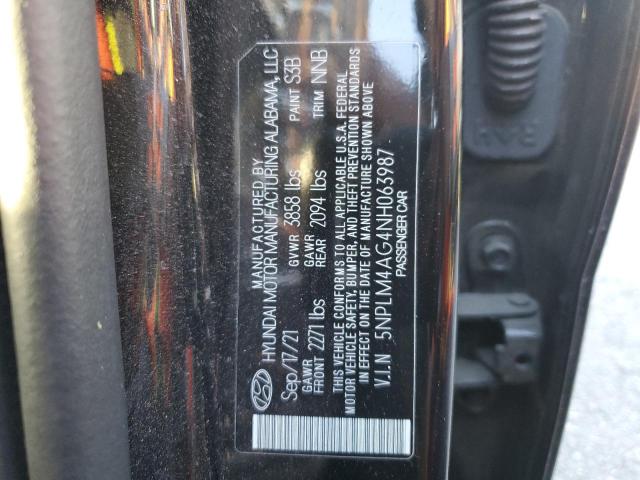 MANUFACTURED BY
HYUNDAI MOTOR MANUFACTURING ALABAMA, LLC
Sep/17/21 GVWR 3858 lbs PAINT S3B
GAWR FRONT 2271 lbs GAWR REAR 2094 lbs TRIM NNB
THIS VEHICLE CONFORMS TO ALL APPLICABLE U.S.A. FEDERAL
MOTOR VEHICLE SAFETY, BUMPER, AND THEFT PREVENTION STANDARDS
IN EFFECT ON THE DATE OF MANUFACTURE SHOWN ABOVE
V.I.N 5NPLM4AG4NH063987
PASSENGER CAR